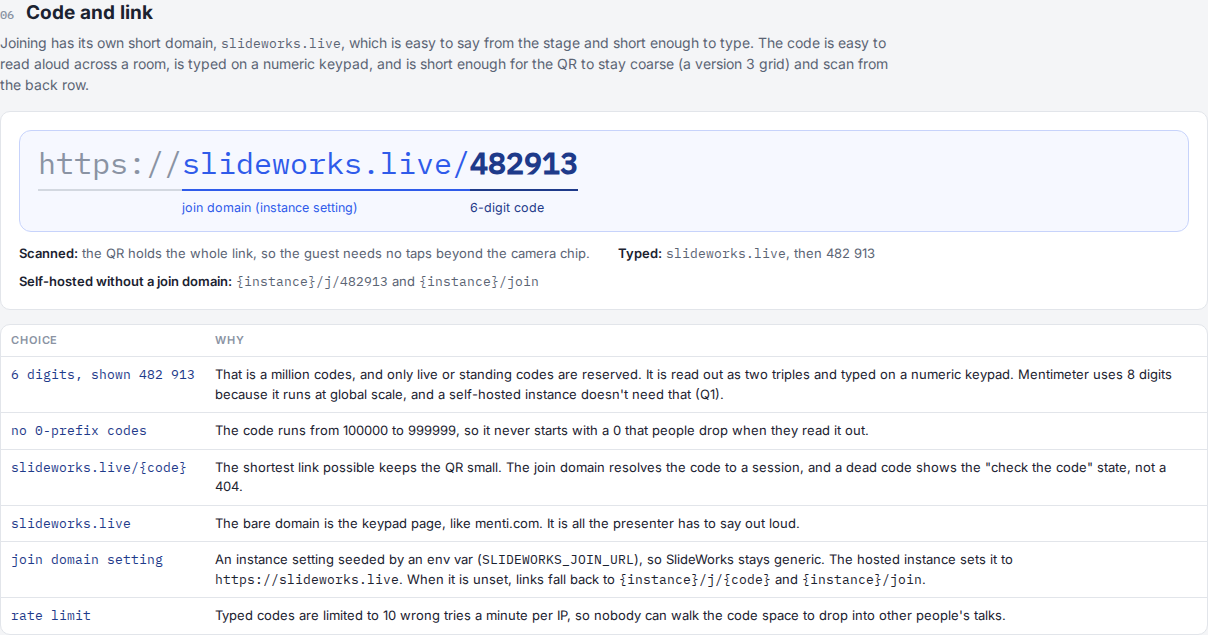 06 Code and link
Joining has its own short domain, slideworks.live, which is easy to say from the stage and short enough to type. The code is easy to
read aloud across a room, is typed on a numeric keypad, and is short enough for the QR to stay coarse (a version 3 grid) and scan from
the back row.
https://slideworks.live/482913
join domain (instance setting) 6-digit code
Scanned: the QR holds the whole link, so the guest needs no taps beyond the camera chip. Typed: slideworks.live, then 482 913
Self-hosted without a join domain: {instance}/j/482913 and {instance}/join
CHOICE WHY
6 digits, shown 482 913 That is a million codes, and only live or standing codes are reserved. It is read out as two triples and typed on a numeric keypad. Mentimeter uses 8 digits
because it runs at global scale, and a self-hosted instance doesn't need that (Q1).
no 0-prefix codes The code runs from 100000 to 999999, so it never starts with a 0 that people drop when they read it out.
slideworks.live/{code} The shortest link possible keeps the QR small. The join domain resolves the code to a session, and a dead code shows the "check the code" state, not a
404.
slideworks.live The bare domain is the keypad page, like menti.com. It is all the presenter has to say out loud.
join domain setting An instance setting seeded by an env var (SLIDEWORKS_JOIN_URL), so SlideWorks stays generic. The hosted instance sets it to
https://slideworks.live. When it is unset, links fall back to {instance}/j/{code} and {instance}/join.
rate limit Typed codes are limited to 10 wrong tries a minute per IP, so nobody can walk the code space to drop into other people's talks.